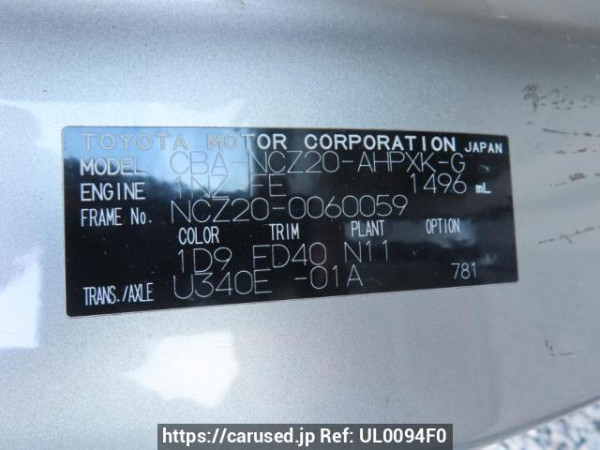 TOYOTA MOTOR CORPORATION JAPAN
MODEL CBA-NCZ20-AHPXK-G
ENGINE 1NZ-FE 1496 mL
FRAME No. NCZ20-0060059
COLOR TRIM PLANT OPTION
1D9 FD40 N11
TRANS./AXLE U340E -01A 781
https://carused.jp Ref: UL0094F0